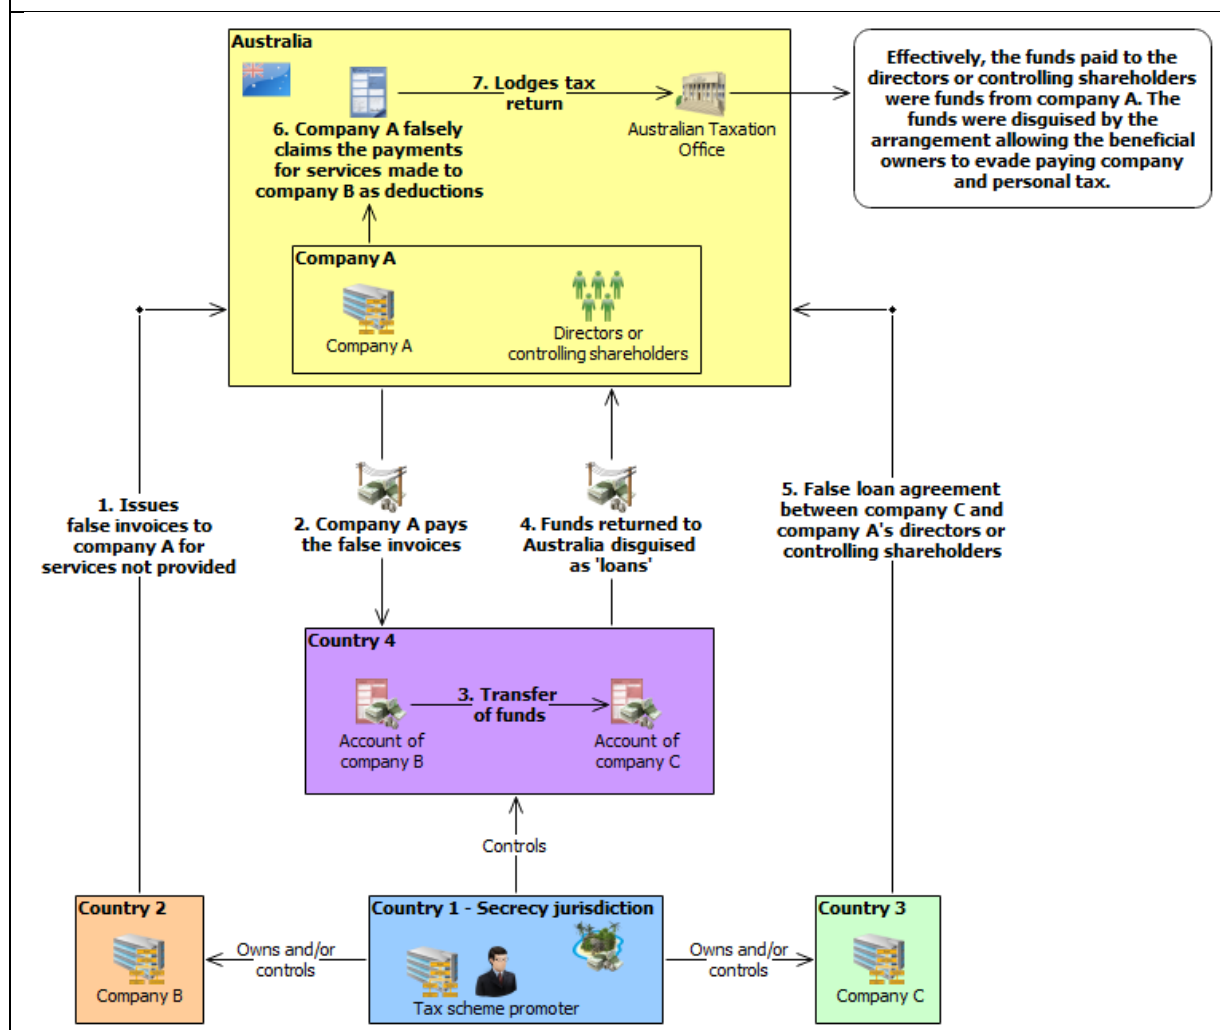 Australia
7. Lodges tax
return
Australian Taxation
Office
6. Company A falsely
claims the payments
for services made to
company B as deductions
Effectively, the funds paid to the
directors or controlling shareholders
were funds from company A. The
funds were disguised by the
arrangement allowing the beneficial
owners to evade paying company
and personal tax.
Company A
Company A
Directors or
controlling shareholders
1. Issues
false invoices to
company A for
services not provided
2. Company A pays
the false invoices
4. Funds returned to
Australia disguised
as 'loans'
5. False loan agreement
between company C and
company A's directors or
controlling shareholders
Country 4
3. Transfer
of funds
Account of
company B
Account of
company C
Controls
Country 2
Company B
Owns and/or
controls
Country 1 - Secrecy jurisdiction
Tax scheme promoter
Owns and/or
controls
Country 3
Company C